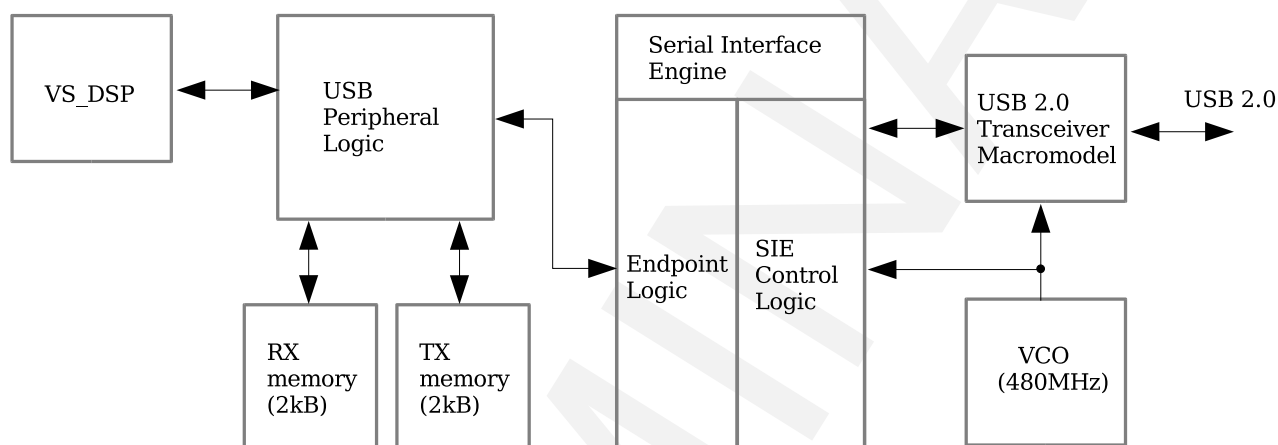 VS_DSP
USB
Peripheral
Logic
Serial Interface
Engine
USB 2.0
Transceiver
Macromodel
USB 2.0
Endpoint
Logic
SIE
Control
Logic
RX
memory
(2kB)
TX
memory
(2kB)
VCO
(480MHz)